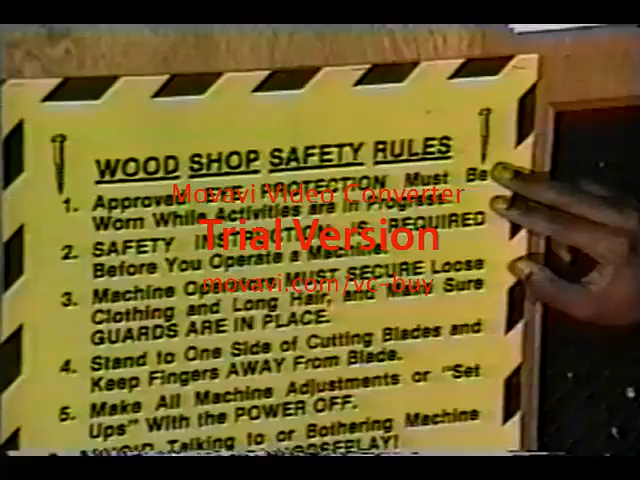 WOOD SHOP SAFETY RULES
1. Approved EYE PROTECTION Must Be
Worn While Activities are in Progress.
Movavi Video Converter
2. SAFETY INSTRUCTION IS REQUIRED
Before You Operate a Machine.
Trial Version
3. Machine Operators MUST SECURE Loose
Clothing and Long Hair, and Make Sure
GUARDS ARE IN PLACE.
movavi.com/vc-buy
4. Stand to One Side of Cutting Blades and
Keep Fingers AWAY From Blade.
5. Make All Machine Adjustments or "Set
Ups" With the POWER OFF.
Talking to or Bothering Machine